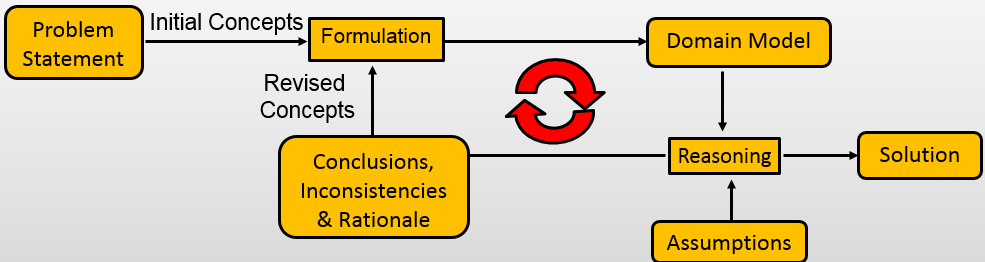 Problem
Statement
Initial Concepts
Formulation
Domain Model
Revised
Concepts
Conclusions,
Inconsistencies
& Rationale
Reasoning
Solution
Assumptions